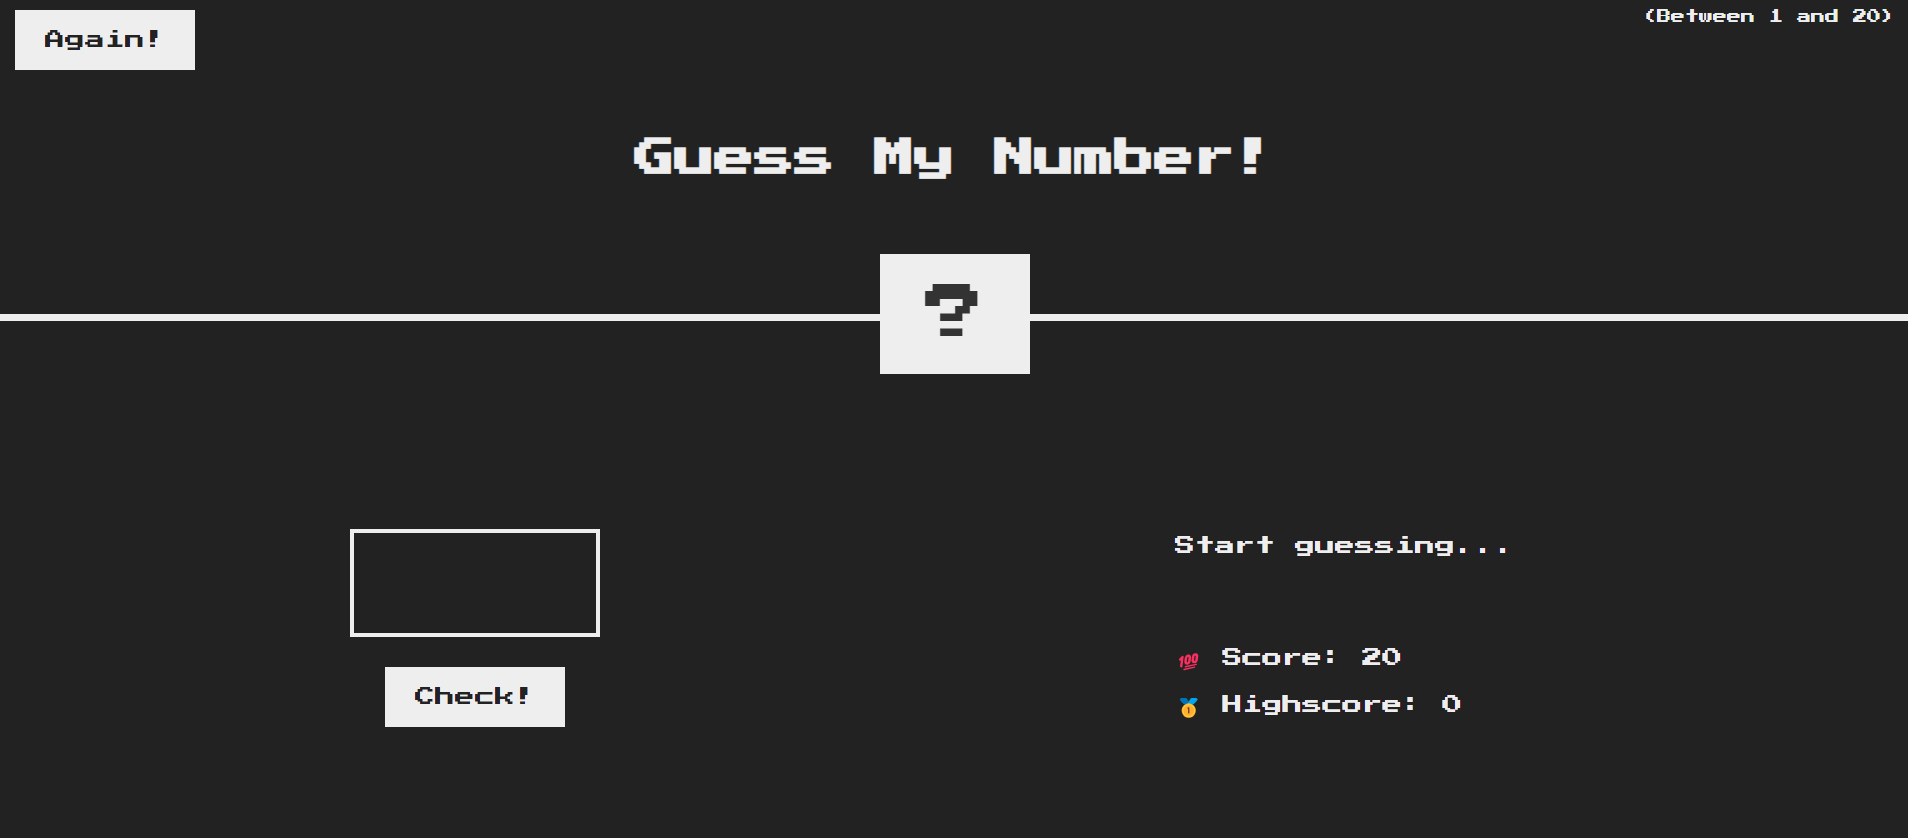 Again!
(Between 1 and 20)
Guess My Number!
?
Start guessing...
Check!
💯 Score: 20
🥇 Highscore: 0